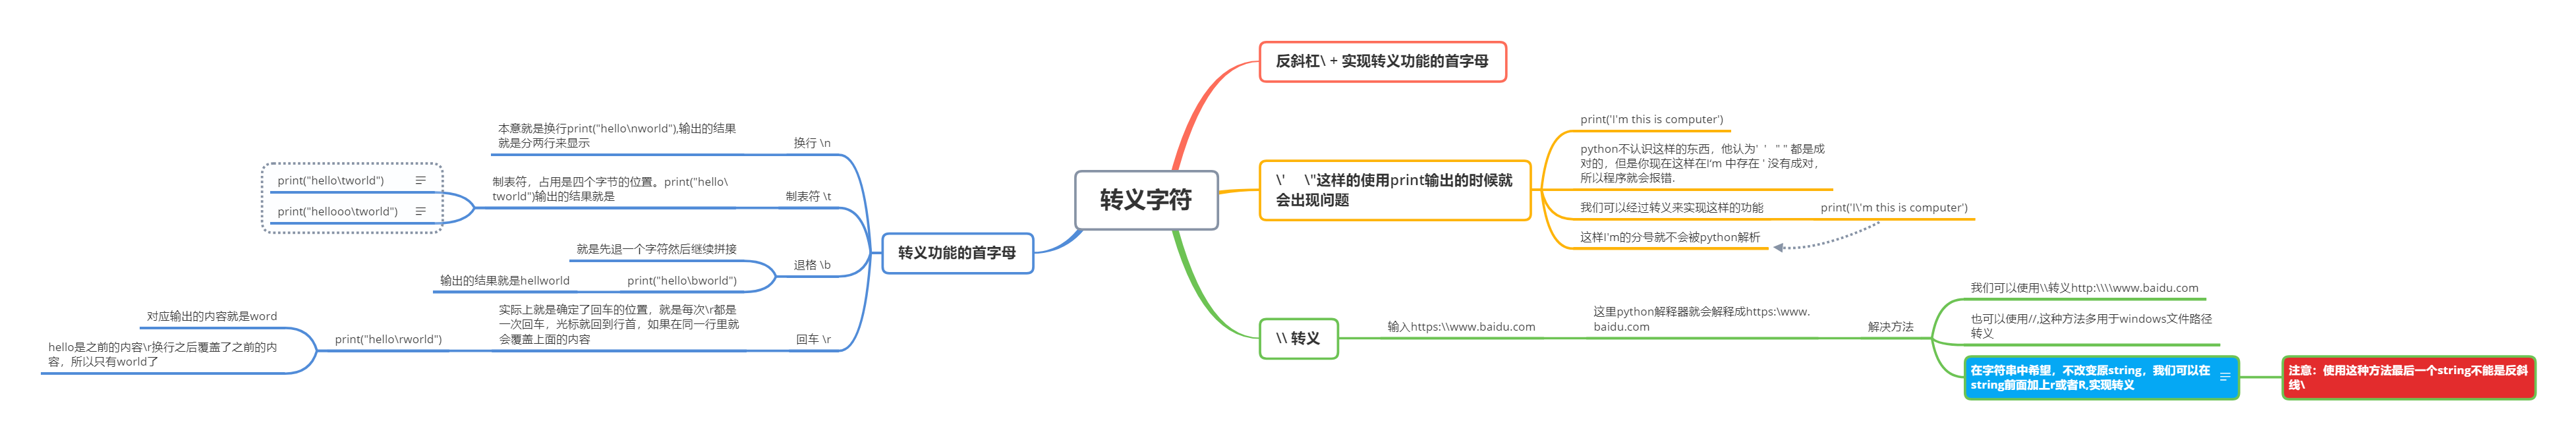 转义字符
反斜杠\ + 实现转义功能的首字母
\'    \"这样的使用print输出的时候就
会出现问题
print('I'm this is computer')
python不认识这样的东西，他认为' '  " " 都是成
对的，但是你现在这样在I'm 中存在 ' 没有成对，
所以程序就会报错.
我们可以经过转义来实现这样的功能
print('I\'m this is computer')
这样I'm的分号就不会被python解析
\\ 转义
输入https:\\www.baidu.com
这里python解释器就会解释成https:\www.
baidu.com
解决方法
我们可以使用\\转义http:\\\\www.baidu.com
也可以使用//,这种方法多用于windows文件路径
转义
在字符串中希望，不改变原string，我们可以在
string前面加上r或者R,实现转义
注意：使用这种方法最后一个string不能是反斜
线\
转义功能的首字母
换行 \n
本意就是换行print("hello\nworld"),输出的结果
就是分两行来显示
制表符 \t
制表符，占用是四个字节的位置。print("hello\
tworld")输出的结果就是
print("hello\tworld")
print("hellooo\tworld")
退格 \b
就是先退一个字符然后继续拼接
print("hello\bworld")
输出的结果就是hellworld
回车 \r
实际上就是确定了回车的位置，就是每次\r都是
一次回车，光标就回到行首，如果在同一行里就
会覆盖上面的内容
print("hello\rworld")
对应输出的内容就是word
hello是之前的内容\r换行之后覆盖了之前的内
容，所以只有world了